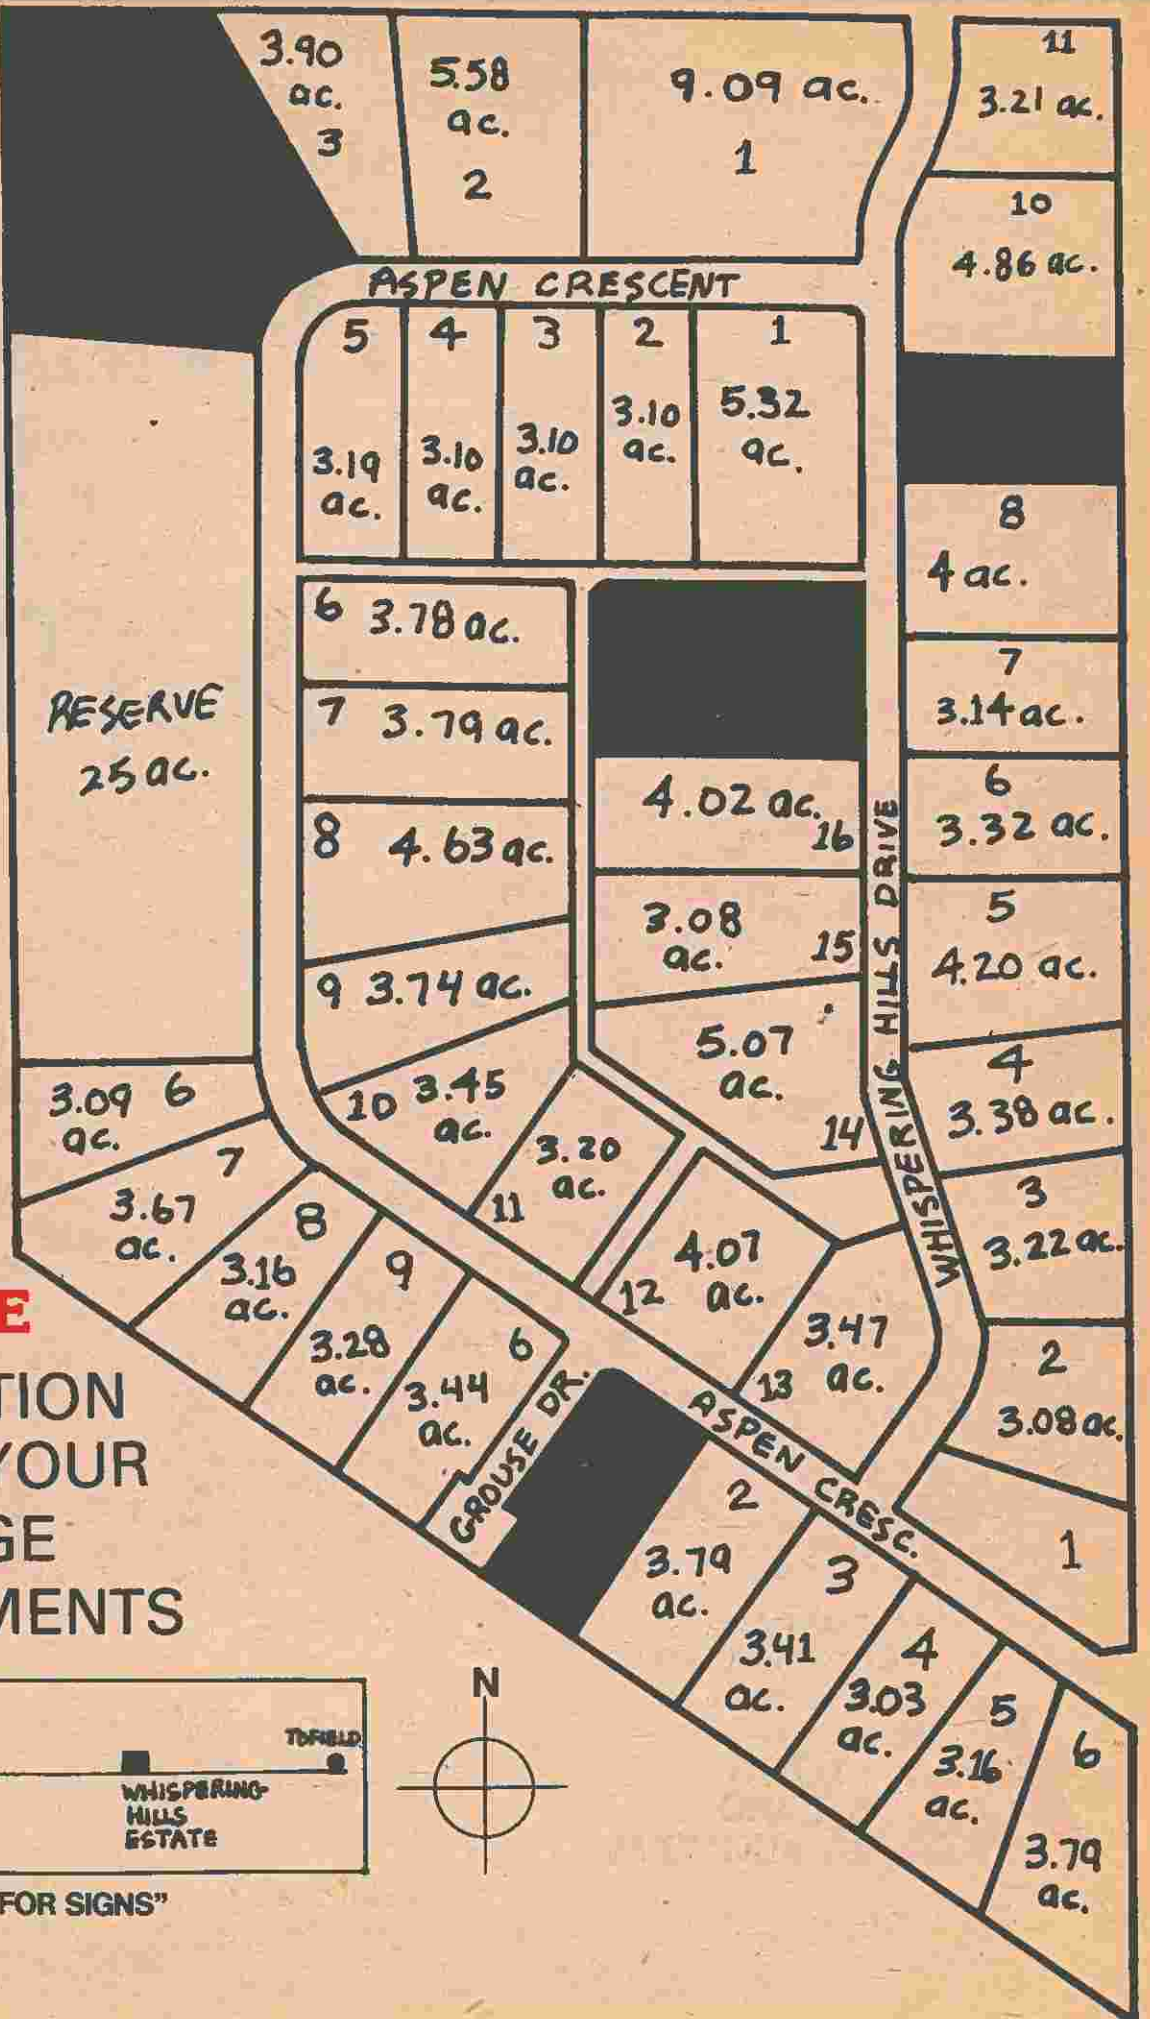 3.90
ac.
3
5.58
ac.
2
9.09 ac.
1
11
3.21 ac.
10
4.86 ac.
ASPEN CRESCENT
5
3.19
ac.
4
3.10
ac.
3
3.10
ac.
2
3.10
ac.
1
5.32
ac.
8
4 ac.
7
3.14 ac.
6
3.32 ac.
5
4.20 ac.
4
3.38 ac.
3
3.22 ac.
2
3.08 ac.
1
RESERVE
25 ac.
6 3.78 ac.
7 3.79 ac.
8 4.63 ac.
9 3.74 ac.
10 3.45
ac.
3.20
ac.
11
4.02 ac.
16
3.08
ac.
15
5.07
ac.
14
WHISPERING HILLS DRIVE
4.07
ac.
12
3.47
ac.
13
3.09 6
ac.
7
3.67
ac.
8
3.16
ac.
9
3.28
ac.
6
3.44
ac.
GROUSE DR.
ASPEN CRESC.
2
3.79
ac.
3
3.41
ac.
4
3.03
ac.
5
3.16
ac.
6
3.79
ac.
E
TION
YOUR
GE
MENTS
TOFIELD
WHISPERING
HILLS
ESTATE
FOR SIGNS”
N